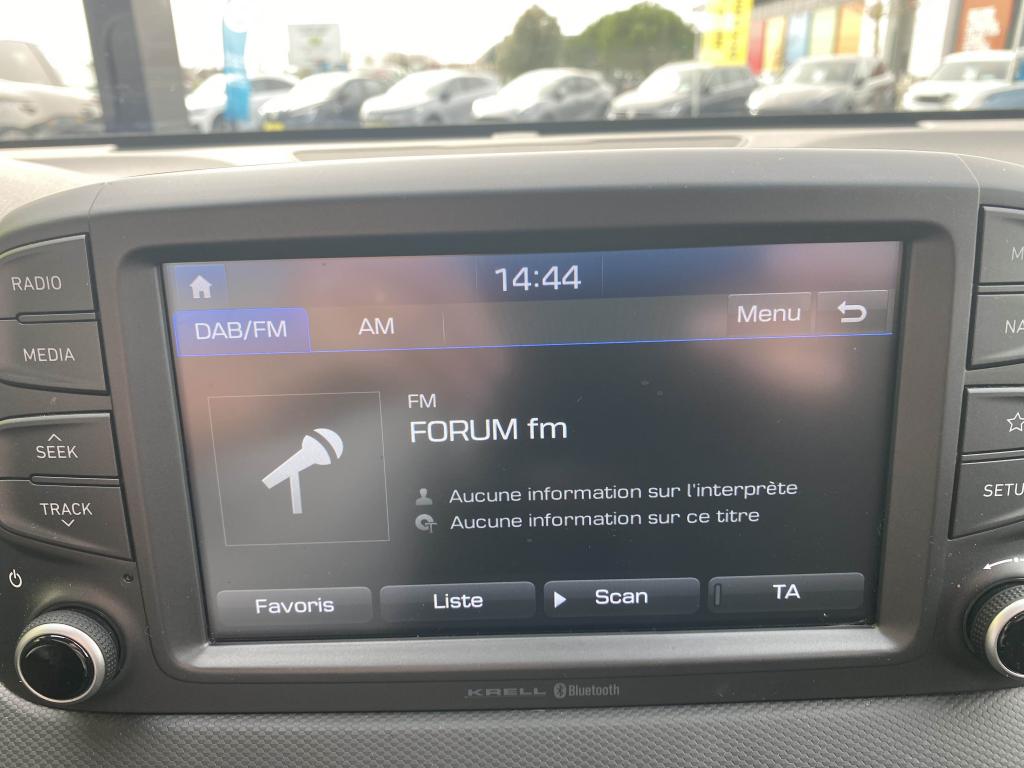 14:44
DAB/FM
AM
Menu
FM
FORUM fm
Aucune information sur l'interprète
Aucune information sur ce titre
Favoris
Liste
Scan
TA
RADIO
MEDIA
SEEK
TRACK
KRELL Bluetooth